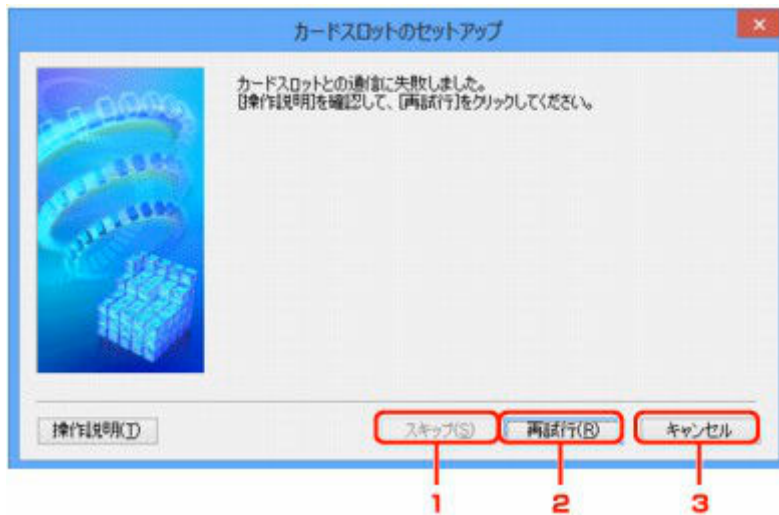 カードスロットのセットアップ
カードスロットとの通信に失敗しました。
[操作説明]を確認して、[再試行]をクリックしてください。
操作説明(I) スキップ(S) 再試行(R) キャンセル
1 2 3